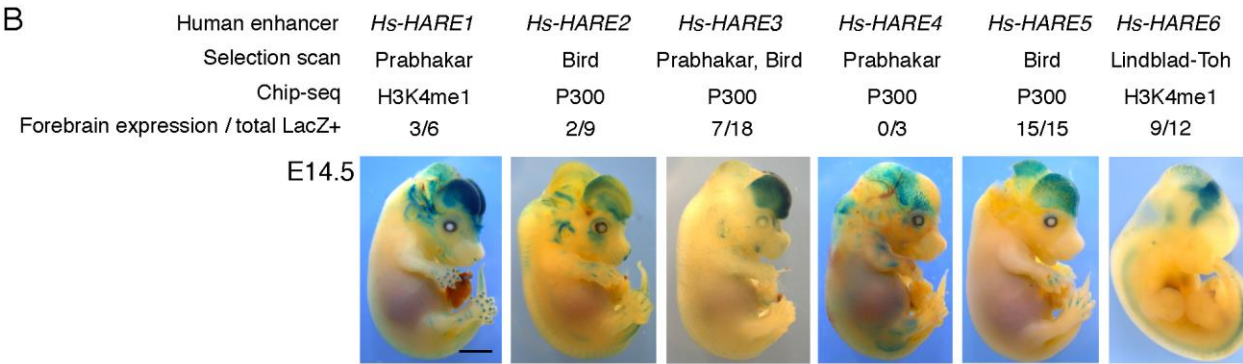 B
Human enhancer Hs-HARE1 Hs-HARE2 Hs-HARE3 Hs-HARE4 Hs-HARE5 Hs-HARE6
Selection scan Prabhakar Bird Prabhakar, Bird Prabhakar Bird Lindblad-Toh
Chip-seq H3K4me1 P300 P300 P300 P300 H3K4me1
Forebrain expression / total LacZ+ 3/6 2/9 7/18 0/3 15/15 9/12
E14.5